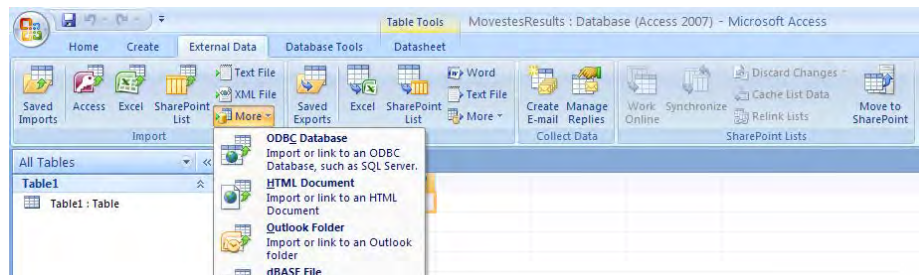 Table Tools MovestesResults : Database (Access 2007) - Microsoft Access
Home Create External Data Database Tools Datasheet
Saved Imports
Access
Excel
SharePoint List
Text File
XML File
More
Import
Saved Exports
Excel
SharePoint List
Word
Text File
More
Create E-mail
Manage Replies
Collect Data
Work Online
Synchronize
Discard Changes
Cache List Data
Relink Lists
Move to SharePoint
SharePoint Lists
All Tables «
Table1
Table1 : Table
ODBC Database
Import or link to an ODBC
Database, such as SQL Server.
HTML Document
Import or link to an HTML
Document
Outlook Folder
Import or link to an Outlook
folder
dBASE File